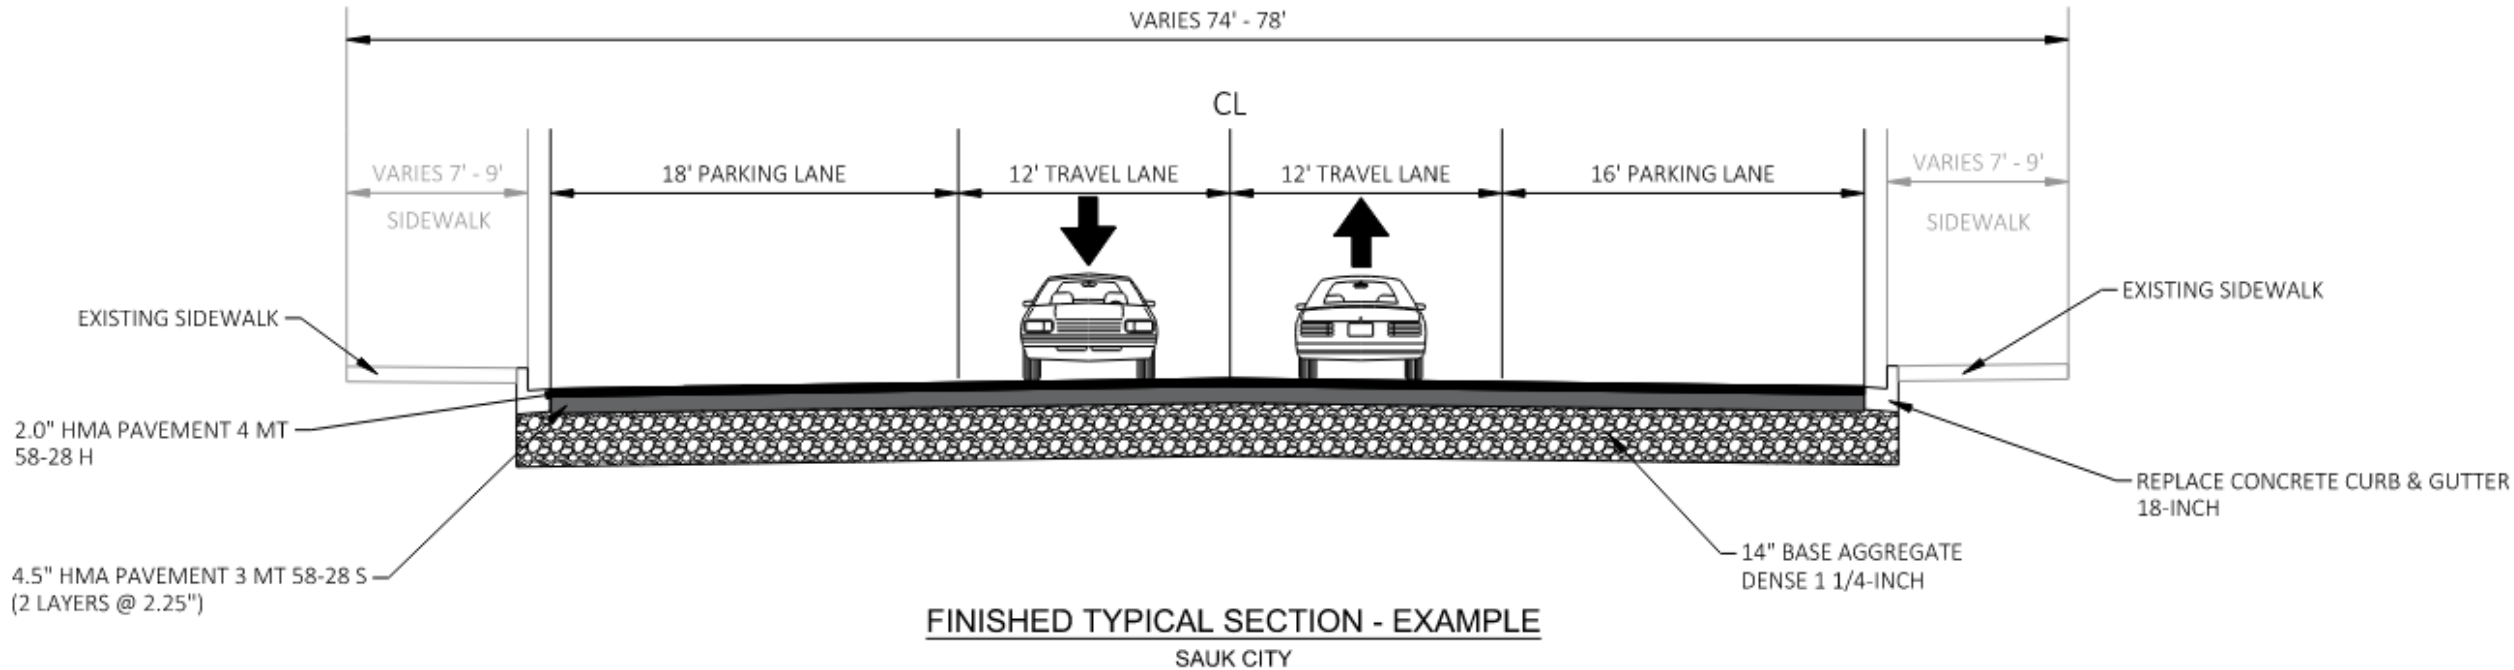 VARIES 74' - 78'
CL
VARIES 7' - 9'
SIDEWALK
18' PARKING LANE
12' TRAVEL LANE
12' TRAVEL LANE
16' PARKING LANE
VARIES 7' - 9'
SIDEWALK
EXISTING SIDEWALK
EXISTING SIDEWALK
2.0" HMA PAVEMENT 4 MT
58-28 H
4.5" HMA PAVEMENT 3 MT 58-28 S
(2 LAYERS @ 2.25")
REPLACE CONCRETE CURB & GUTTER
18-INCH
14" BASE AGGREGATE
DENSE 1 1/4-INCH
FINISHED TYPICAL SECTION - EXAMPLE
SAUK CITY